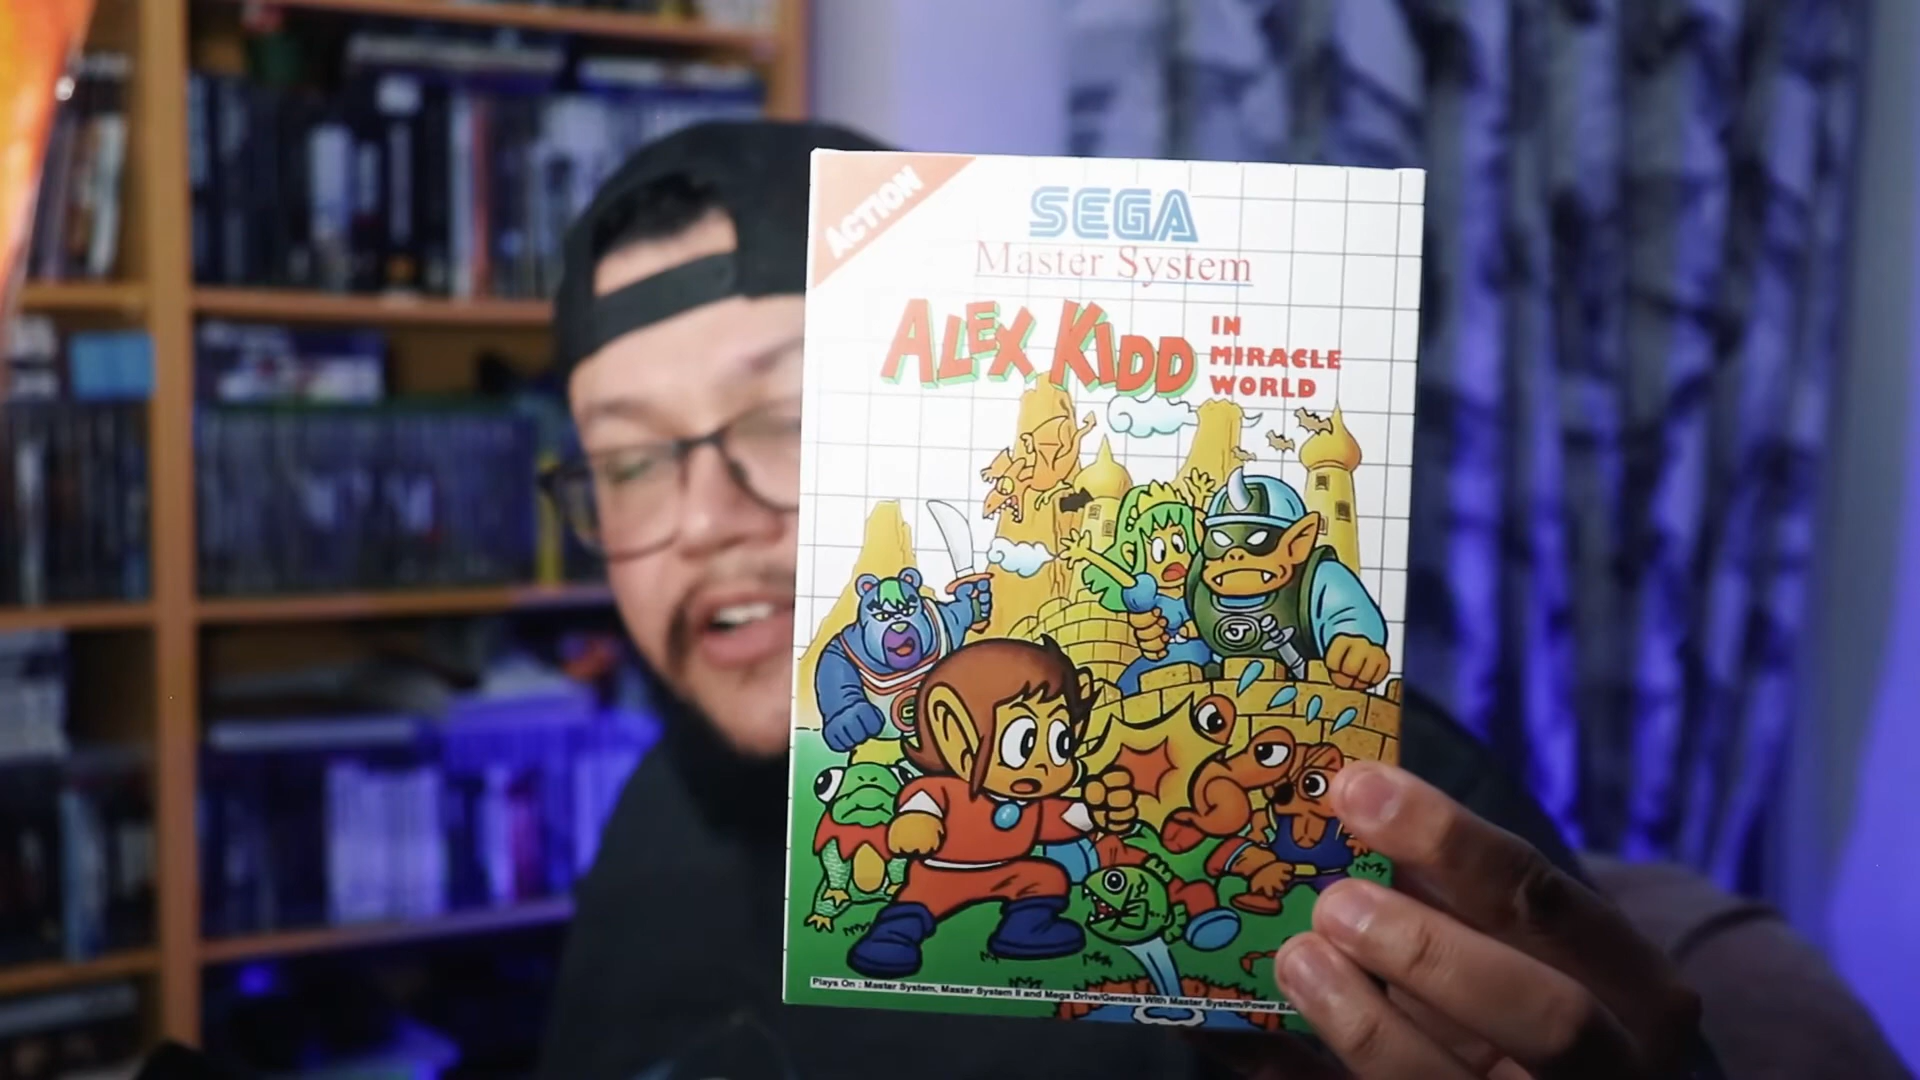 ACTION
SEGA
Master System
ALEX KIDD
IN
MIRACLE
WORLD
Plays On : Master System, Master System II and Mega Drive/Genesis With Master System/Power